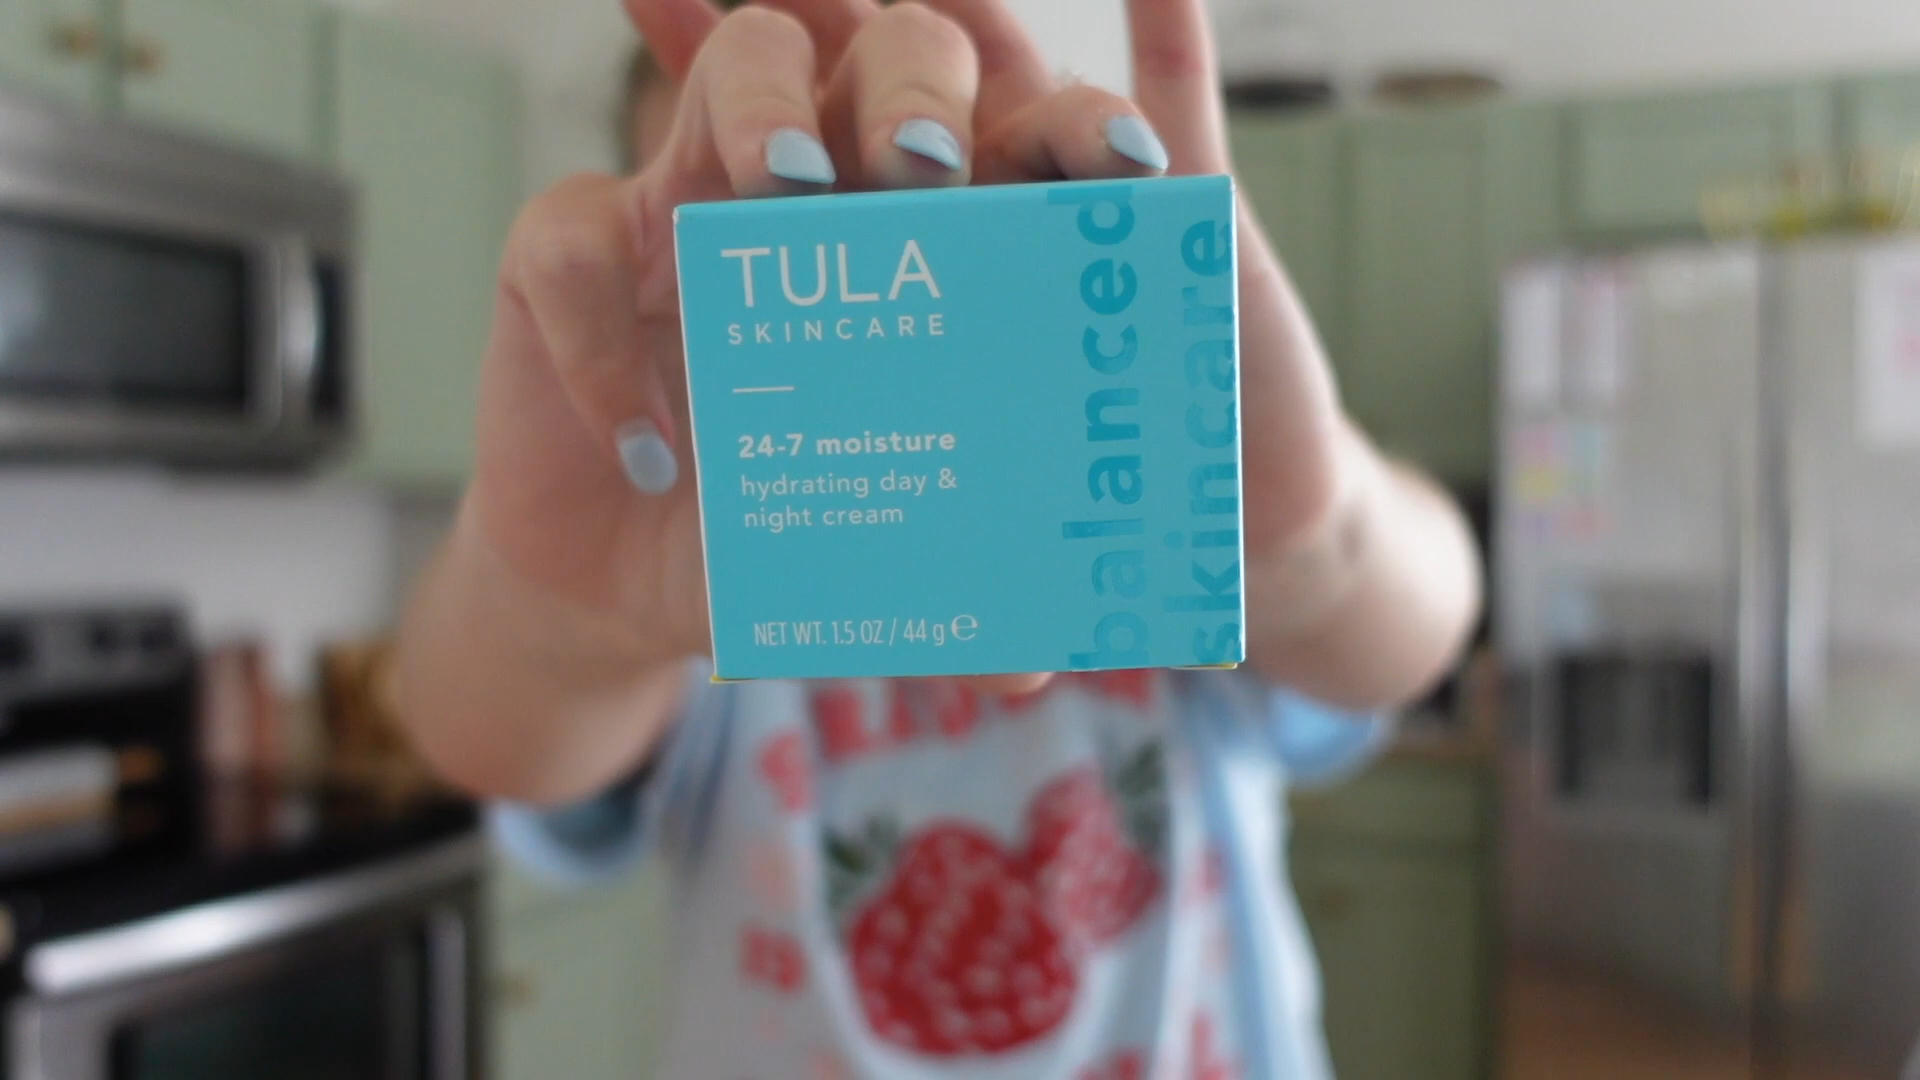 TULA
SKINCARE
24-7 moisture
hydrating day &
night cream
NET WT. 1.5 OZ / 44 g ℮
balanced
skincare